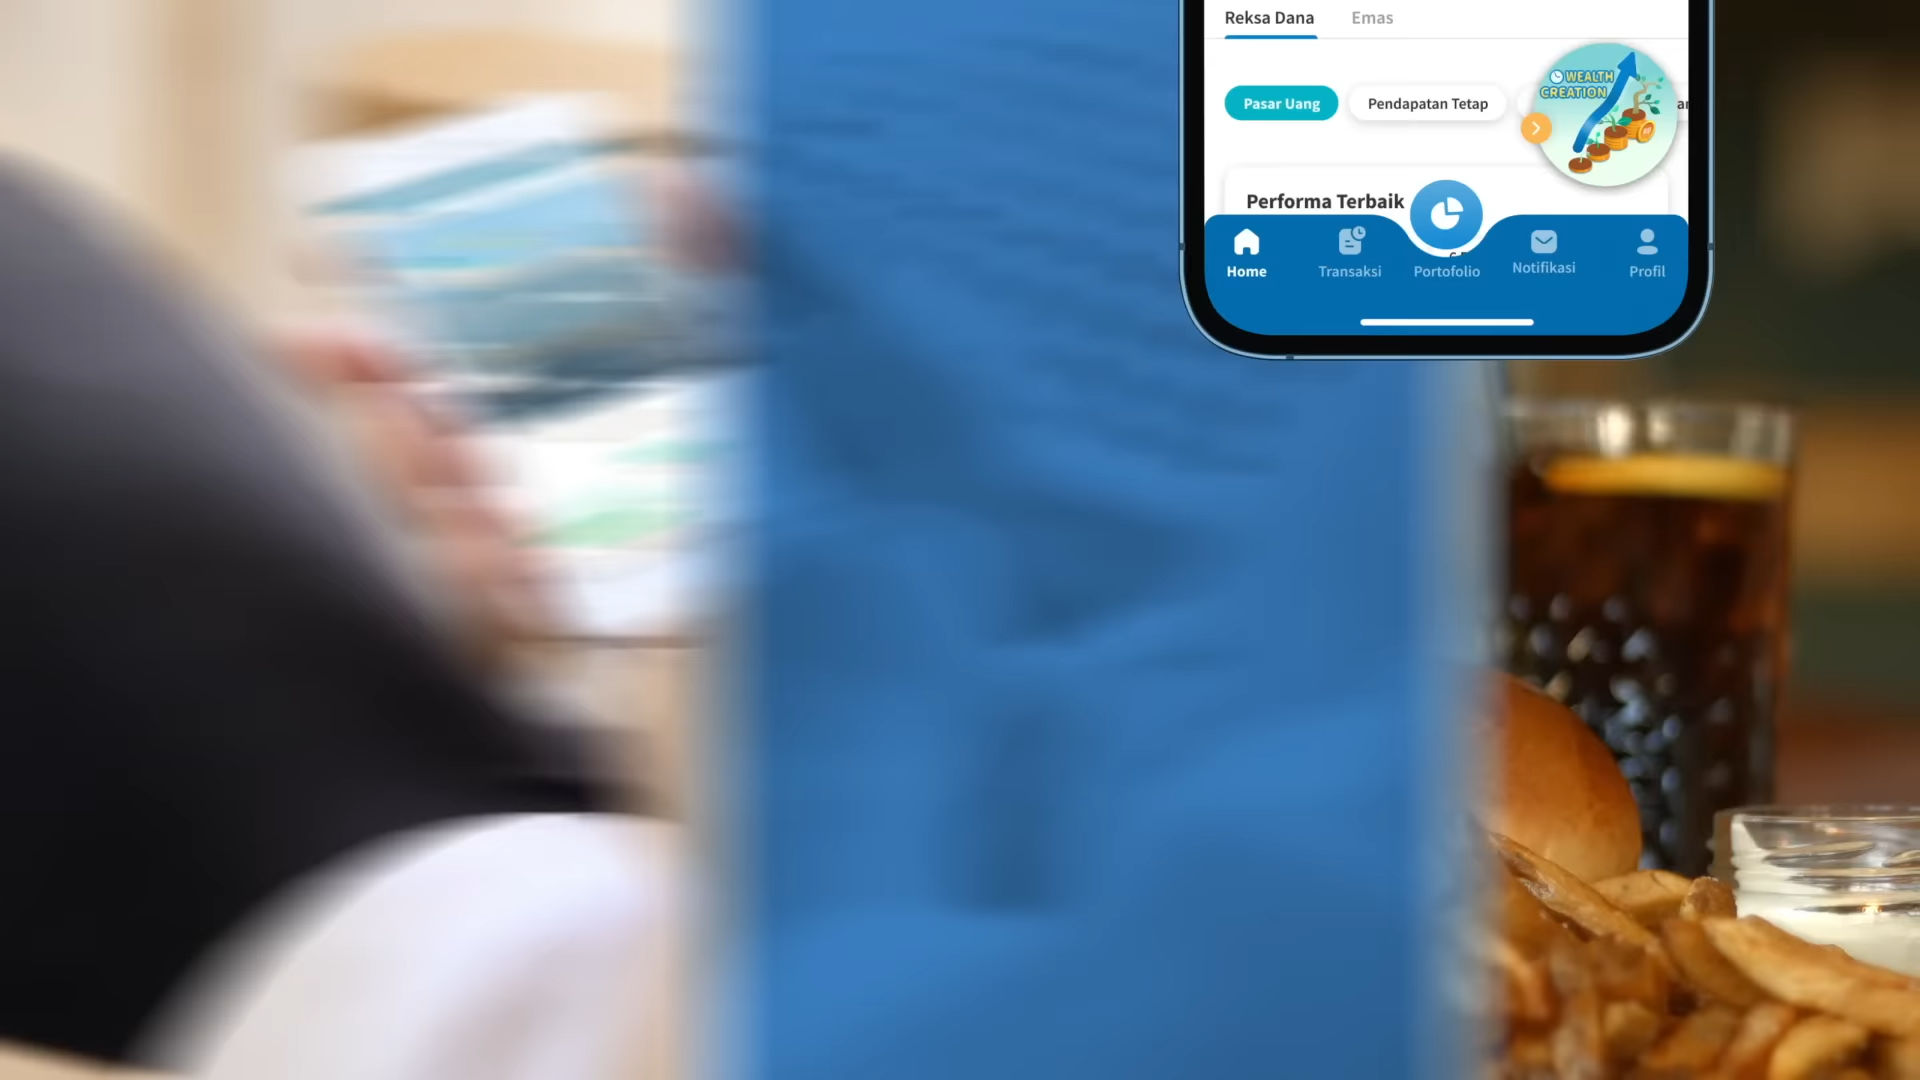 Reksa Dana Emas
Pasar Uang Pendapatan Tetap
WEALTH
CREATION
Performa Terbaik
Home Transaksi Portofolio Notifikasi Profil